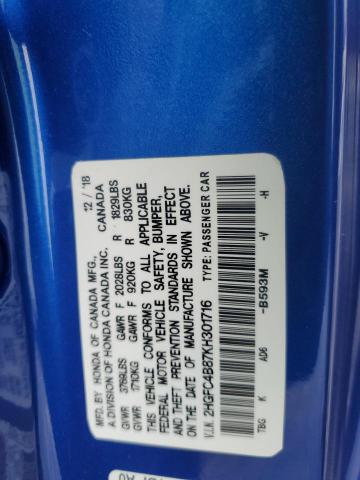 MFD. BY HONDA OF CANADA MFG., 12/'18
A DIVISION OF HONDA CANADA INC. CANADA
GVWR 3769LBS GAWR F 2028LBS R 1829LBS
GVWR 1710KG GAWR F 920KG R 830KG
THIS VEHICLE CONFORMS TO ALL APPLICABLE
FEDERAL MOTOR VEHICLE SAFETY, BUMPER,
AND THEFT PREVENTION STANDARDS IN EFFECT
ON THE DATE OF MANUFACTURE SHOWN ABOVE.
V.I.N. 2HGFC4B87KH301716 TYPE: PASSENGER CAR
TBG K A06 -B593M -V -H